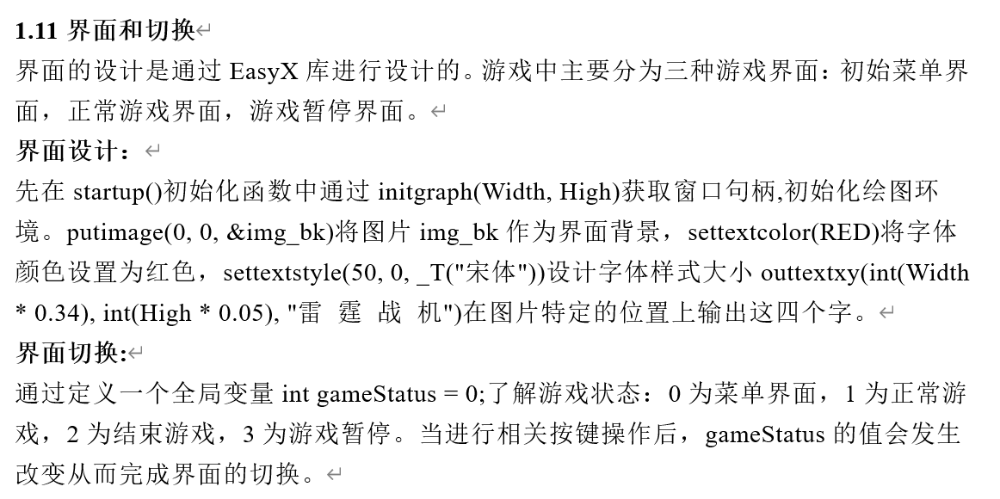 1.11 界面和切换↵
界面的设计是通过 EasyX 库进行设计的。游戏中主要分为三种游戏界面：初始菜单界
面，正常游戏界面，游戏暂停界面。↵
界面设计：↵
先在 startup()初始化函数中通过 initgraph(Width, High)获取窗口句柄,初始化绘图环
境。putimage(0, 0, &img_bk)将图片 img_bk 作为界面背景，settextcolor(RED)将字体
颜色设置为红色，settextstyle(50, 0, _T("宋体"))设计字体样式大小 outtextxy(int(Width
* 0.34), int(High * 0.05), "雷 霆 战 机")在图片特定的位置上输出这四个字。↵
界面切换:↵
通过定义一个全局变量 int gameStatus = 0;了解游戏状态：0 为菜单界面，1 为正常游
戏，2 为结束游戏，3 为游戏暂停。当进行相关按键操作后，gameStatus 的值会发生
改变从而完成界面的切换。↵